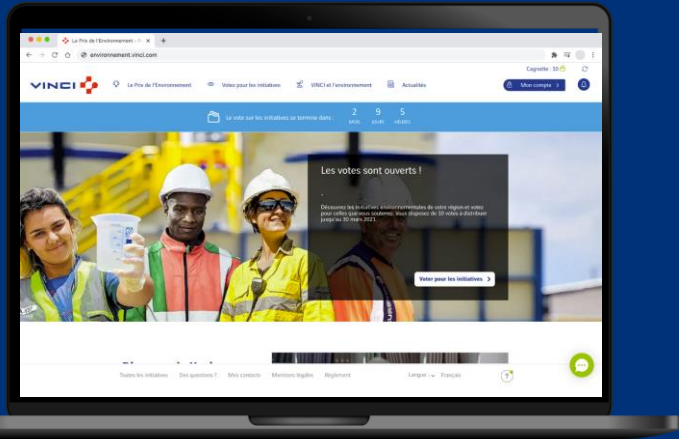 La Prix de l'Environnement - P
environnement.vinci.com
Cagnotte : 10
VINCI
Le Prix de l'Environnement
Votez pour les initiatives
VINCI et l'environnement
Actualités
Mon compte
Le vote sur les initiatives se termine dans :
2 9 5
MOIS JOURS HEURES
Les votes sont ouverts !
Découvrez les initiatives environnementales de votre région et votez
pour celles que vous soutenez. Vous disposez de 10 votes à distribuer
jusqu'au 30 mars 2021.
Voter pour les initiatives
Toutes les initiatives
Des questions ?
Mes contacts
Mentions légales
Règlement
Langue :
Français
?